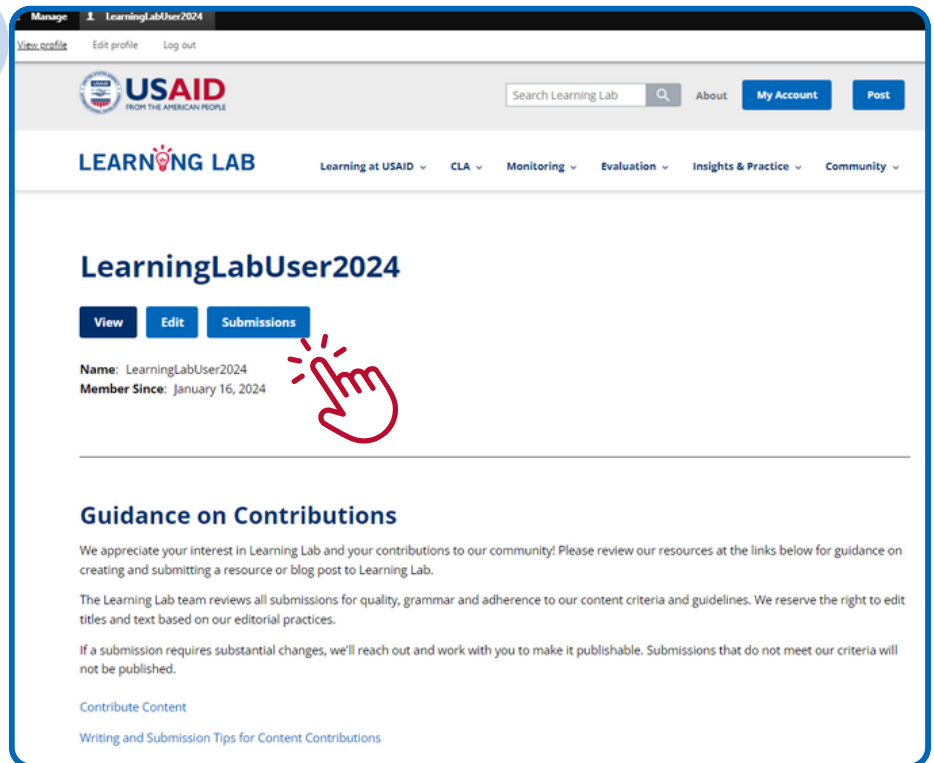 Manage LearningLabUser2024
View profile Edit profile Log out
USAID
FROM THE AMERICAN PEOPLE
Search Learning Lab About My Account Post
LEARNING LAB
Learning at USAID CLA Monitoring Evaluation Insights & Practice Community
LearningLabUser2024
View Edit Submissions
Name: LearningLabUser2024
Member Since: January 16, 2024
Guidance on Contributions
We appreciate your interest in Learning Lab and your contributions to our community! Please review our resources at the links below for guidance on
creating and submitting a resource or blog post to Learning Lab.
The Learning Lab team reviews all submissions for quality, grammar and adherence to our content criteria and guidelines. We reserve the right to edit
titles and text based on our editorial practices.
If a submission requires substantial changes, we'll reach out and work with you to make it publishable. Submissions that do not meet our criteria will
not be published.
Contribute Content
Writing and Submission Tips for Content Contributions